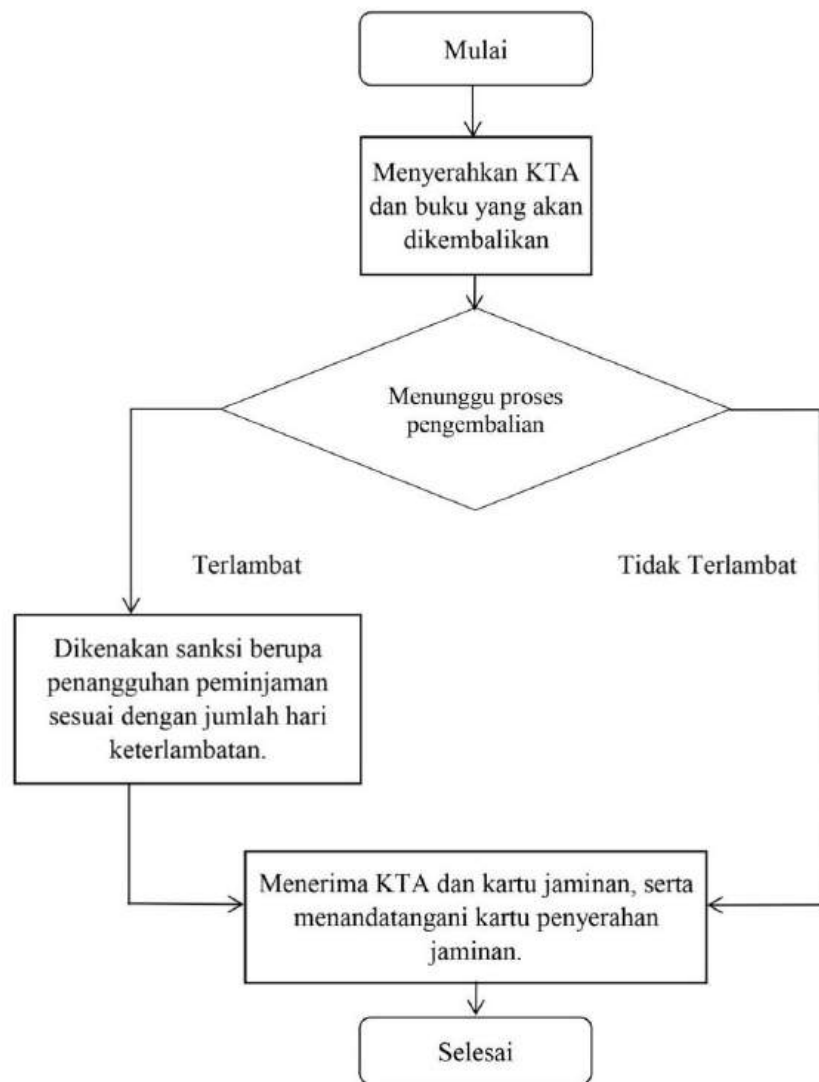 Mulai
Menyerahkan KTA
dan buku yang akan
dikembalikan
Menunggu proses
pengembalian
Terlambat
Tidak Terlambat
Dikenakan sanksi berupa
penangguhan peminjaman
sesuai dengan jumlah hari
keterlambatan.
Menerima KTA dan kartu jaminan, serta
menandatangani kartu penyerahan
jaminan.
Selesai